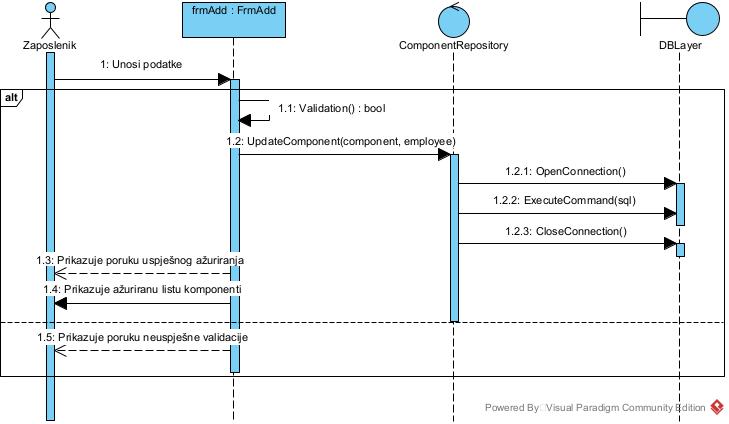 frmAdd : FrmAdd
Zaposlenik
ComponentRepository
DBLayer
1: Unosi podatke
alt
1.1: Validation() : bool
1.2: UpdateComponent(component, employee)
1.2.1: OpenConnection()
1.2.2: ExecuteCommand(sql)
1.2.3: CloseConnection()
1.3: Prikazuje poruku uspješnog ažuriranja
1.4: Prikazuje ažuriranu listu komponenti
1.5: Prikazuje poruku neuspješne validacije
Powered By Visual Paradigm Community Edition